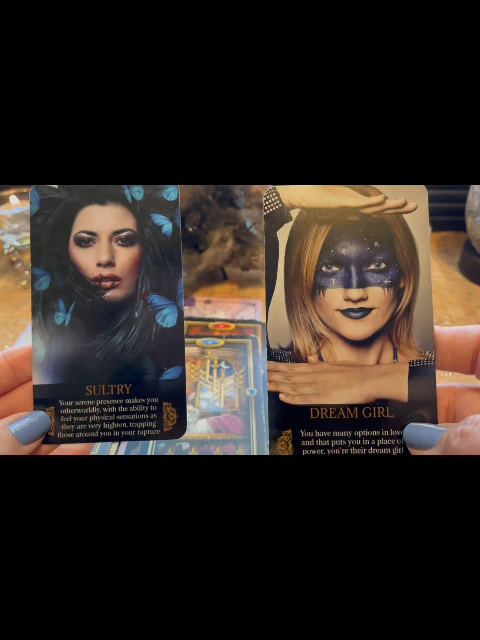 SULTRY
Your serene presence makes you
otherworldly, with the ability to
feel your physical sensations as
they are very highten, trapping
those around you in your rapture
DREAM GIRL
You have many options in love
and that puts you in a place of
power, you're their dream girl